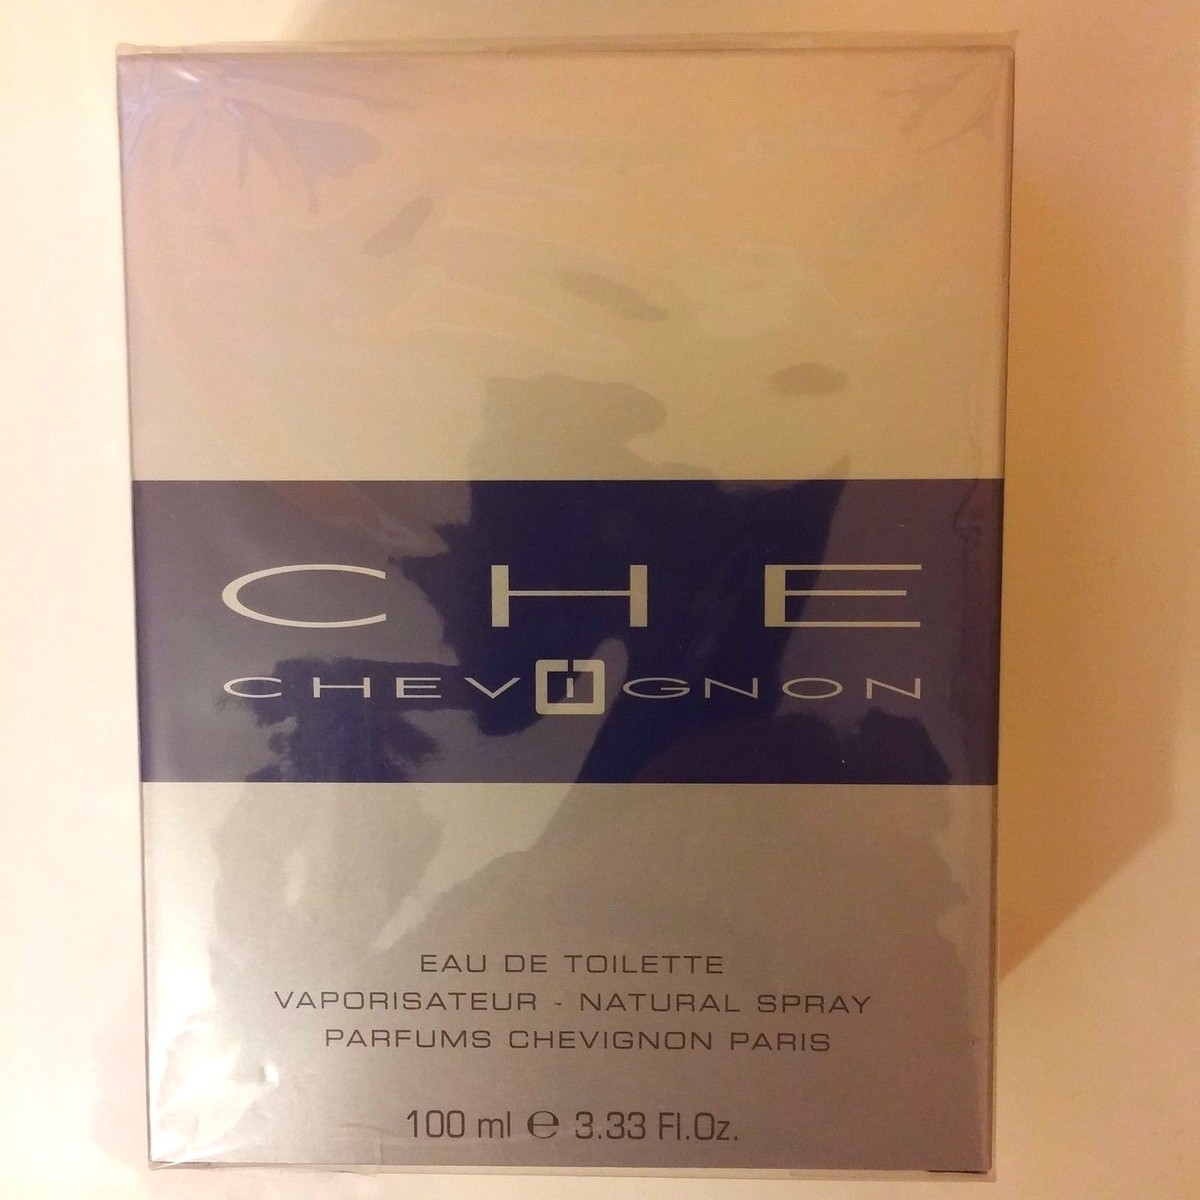 CHE
CHEVIGNON
EAU DE TOILETTE
VAPORISATEUR - NATURAL SPRAY
PARFUMS CHEVIGNON PARIS
100 ml ℮ 3.33 Fl.Oz.